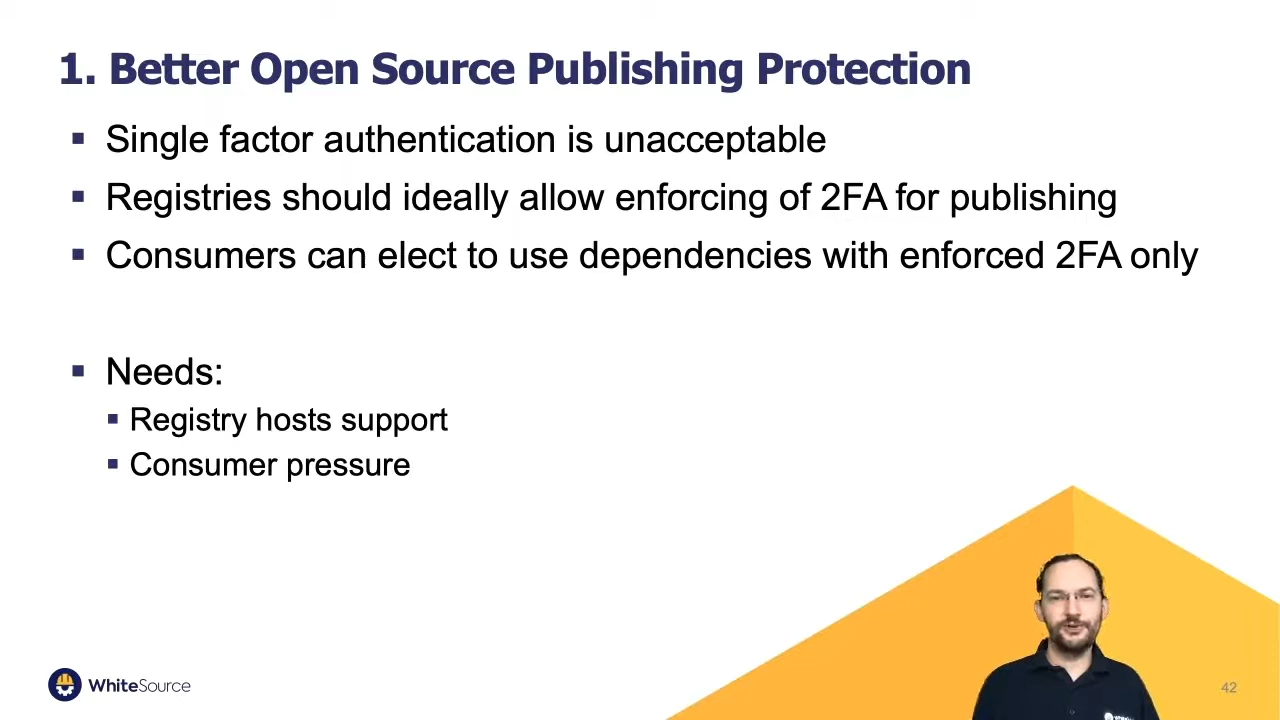 1. Better Open Source Publishing Protection
▪ Single factor authentication is unacceptable
▪ Registries should ideally allow enforcing of 2FA for publishing
▪ Consumers can elect to use dependencies with enforced 2FA only
▪ Needs:
▪ Registry hosts support
▪ Consumer pressure
WhiteSource
42